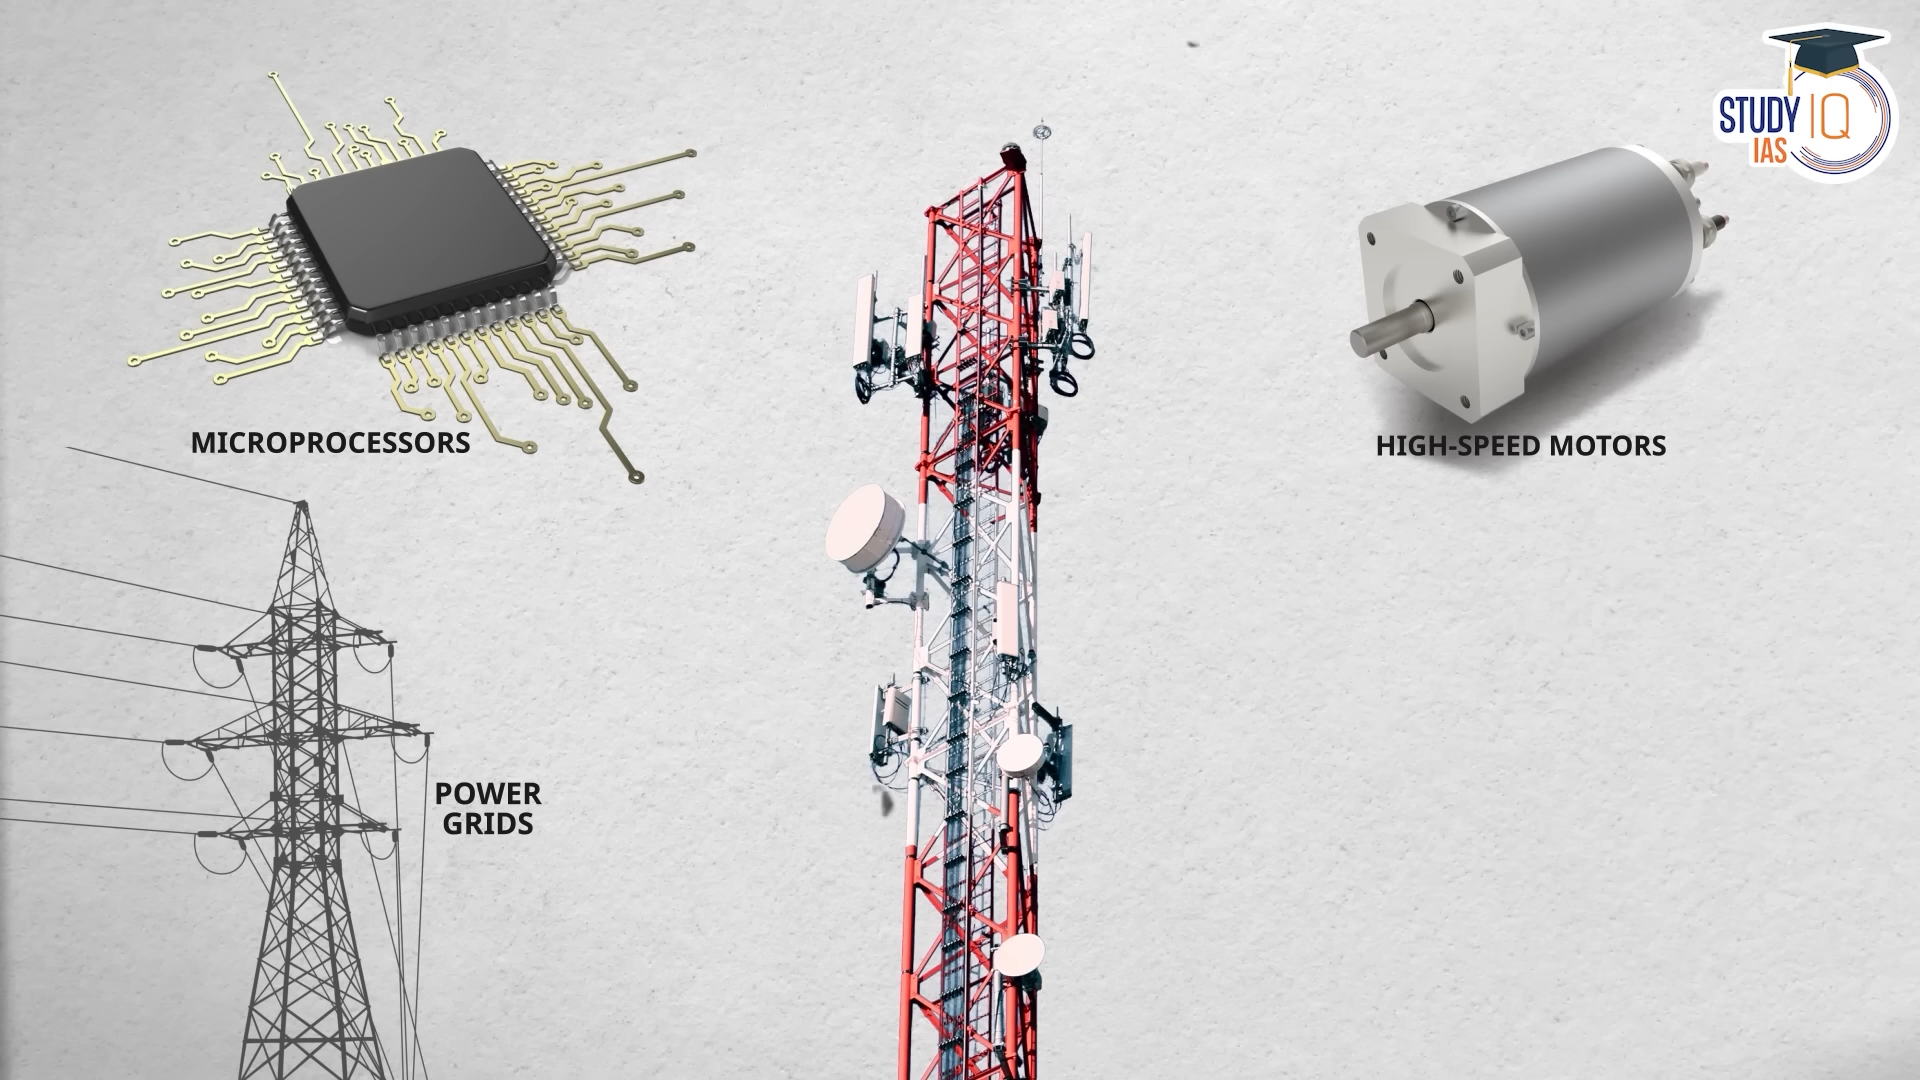 STUDY IQ
IAS
MICROPROCESSORS
HIGH-SPEED MOTORS
POWER
GRIDS